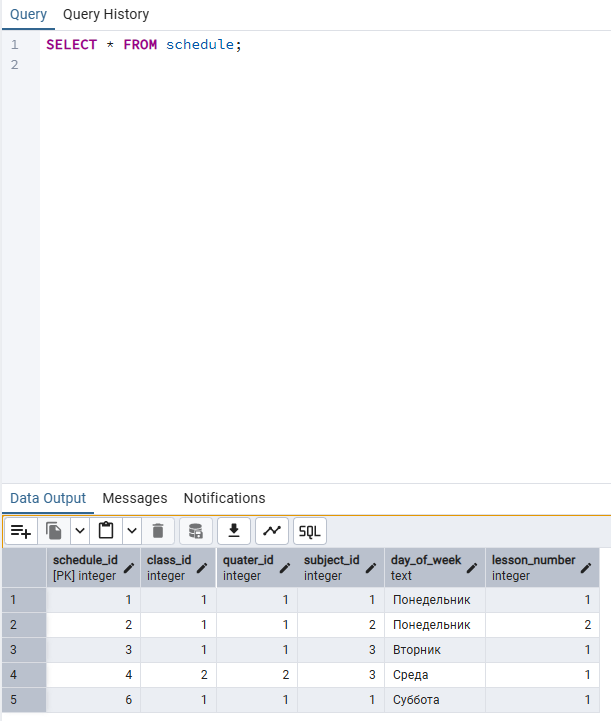 Query Query History
1 SELECT * FROM schedule;
2
Data Output Messages Notifications
SQL
schedule_id class_id quater_id subject_id day_of_week lesson_number
[PK] integer integer integer integer text integer
1 1 1 1 1 Понедельник 1
2 2 1 1 2 Понедельник 2
3 3 1 1 3 Вторник 1
4 4 2 2 3 Среда 1
5 6 1 1 1 Суббота 1